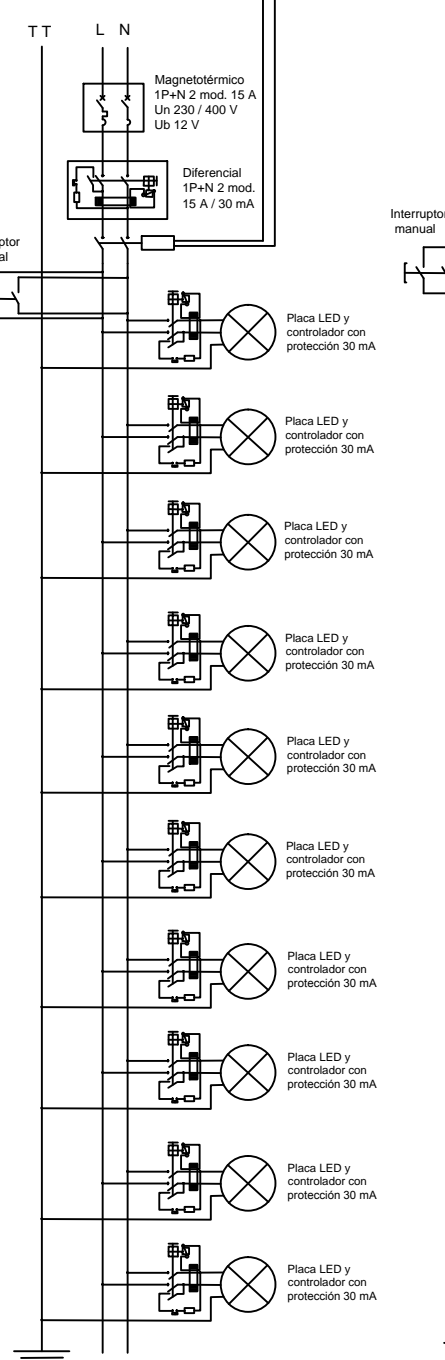 TT L N
Magnetotérmico
1P+N 2 mod. 15 A
Un 230 / 400 V
Ub 12 V
Diferencial
1P+N 2 mod.
15 A / 30 mA
Interruptor
manual
Placa LED y
controlador con
protección 30 mA
Placa LED y
controlador con
protección 30 mA
Placa LED y
controlador con
protección 30 mA
Placa LED y
controlador con
protección 30 mA
Placa LED y
controlador con
protección 30 mA
Placa LED y
controlador con
protección 30 mA
Placa LED y
controlador con
protección 30 mA
Placa LED y
controlador con
protección 30 mA
Placa LED y
controlador con
protección 30 mA
Placa LED y
controlador con
protección 30 mA